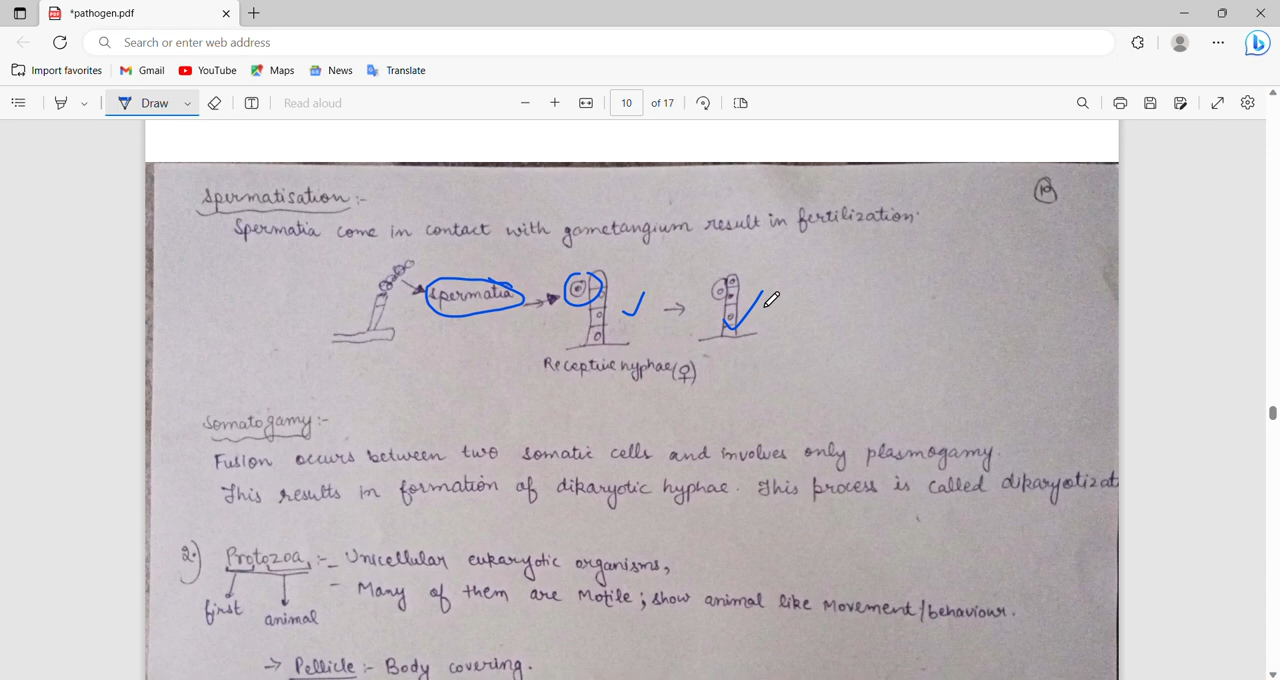 *pathogen.pdf
Search or enter web address
Import favorites Gmail YouTube Maps News Translate
Draw Read aloud 10 of 17
10
Spermatisation :-
Spermatia come in contact with gametangium result in fertilization.
Spermatia
Receptive hyphae (♀)
Somatogamy :-
Fusion occurs between two somatic cells and involves only plasmogamy.
This results in formation of dikaryotic hyphae. This process is called dikaryotizat
2.) Protozoa, :- - Unicellular eukaryotic organisms,
- Many of them are Motile ; show animal like Movement/behaviour.
first animal
→ Pellicle :- Body covering.